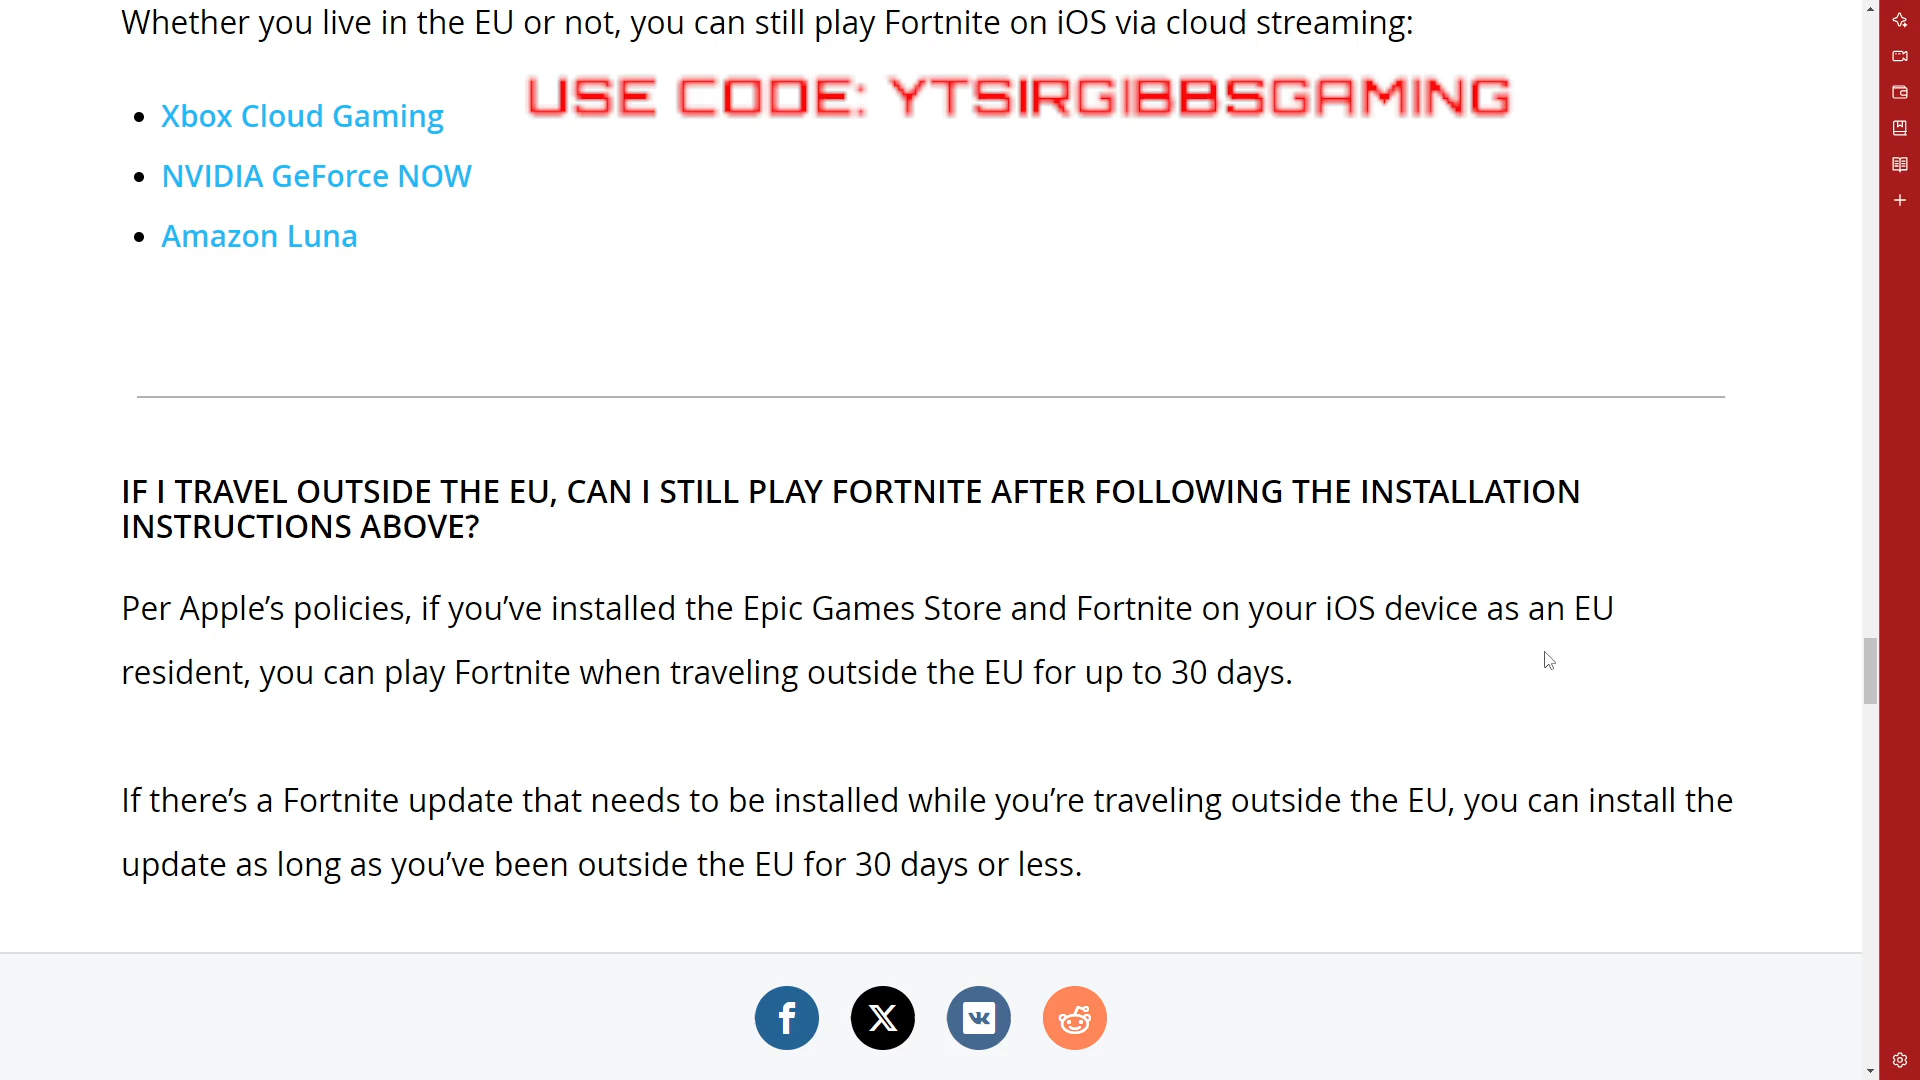 Whether you live in the EU or not, you can still play Fortnite on iOS via cloud streaming:
USE CODE: YTSIRGIBBSGAMING
Xbox Cloud Gaming
NVIDIA GeForce NOW
Amazon Luna
IF I TRAVEL OUTSIDE THE EU, CAN I STILL PLAY FORTNITE AFTER FOLLOWING THE INSTALLATION
INSTRUCTIONS ABOVE?
Per Apple’s policies, if you’ve installed the Epic Games Store and Fortnite on your iOS device as an EU
resident, you can play Fortnite when traveling outside the EU for up to 30 days.
If there’s a Fortnite update that needs to be installed while you’re traveling outside the EU, you can install the
update as long as you’ve been outside the EU for 30 days or less.